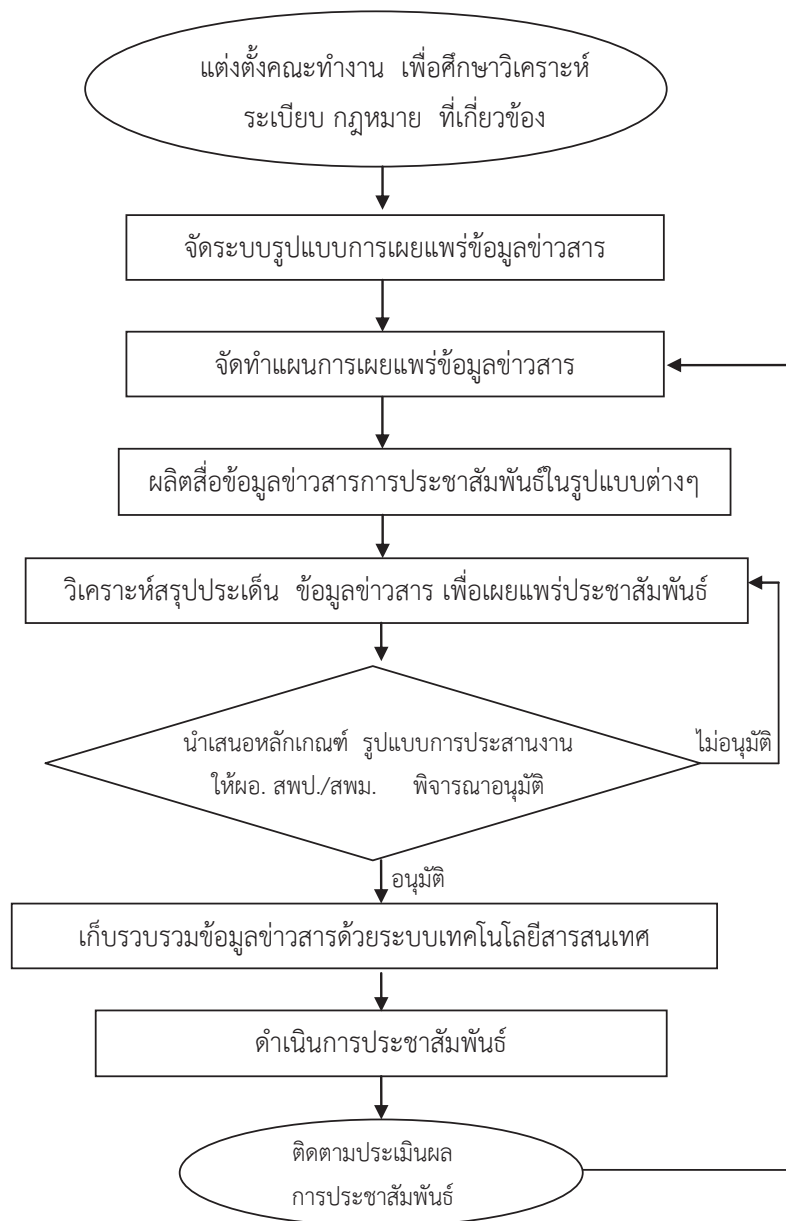 แต่งตั้งคณะทำงาน เพื่อศึกษาวิเคราะห์
ระเบียบ กฎหมาย ที่เกี่ยวข้อง
จัดระบบรูปแบบการเผยแพร่ข้อมูลข่าวสาร
จัดทำแผนการเผยแพร่ข้อมูลข่าวสาร
ผลิตสื่อข้อมูลข่าวสารการประชาสัมพันธ์ในรูปแบบต่างๆ
วิเคราะห์สรุปประเด็น ข้อมูลข่าวสาร เพื่อเผยแพร่ประชาสัมพันธ์
นำเสนอหลักเกณฑ์ รูปแบบการประสานงาน
ไม่อนุมัติ
ให้ผอ. สพป./สพม. พิจารณาอนุมัติ
อนุมัติ
เก็บรวบรวมข้อมูลข่าวสารด้วยระบบเทคโนโลยีสารสนเทศ
ดำเนินการประชาสัมพันธ์
ติดตามประเมินผล
การประชาสัมพันธ์